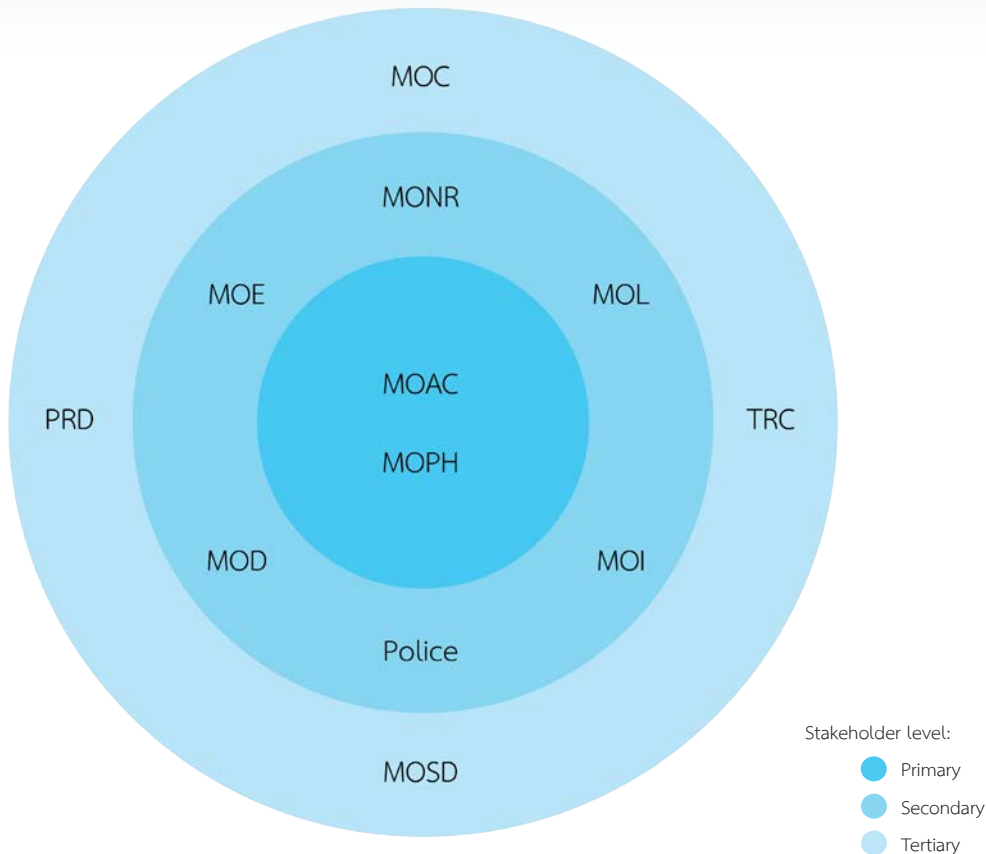 MOC
MONR
MOE
MOL
MOAC
PRD
TRC
MOPH
MOD
MOI
Police
MOSD
Stakeholder level:
Primary
Secondary
Tertiary